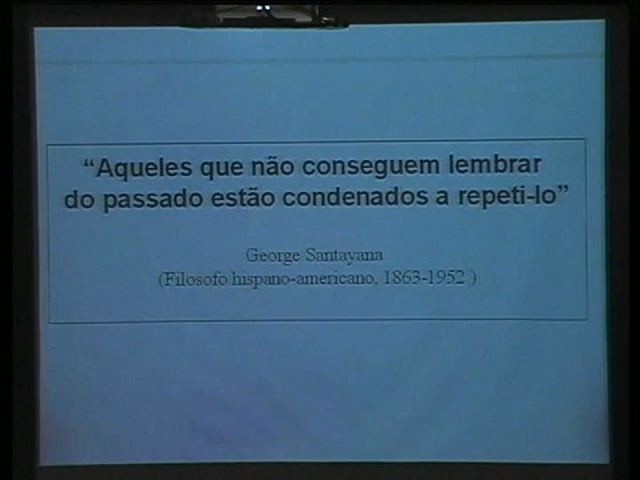 “Aqueles que não conseguem lembrar
do passado estão condenados a repeti-lo”
George Santayana
(Filosofo hispano-americano, 1863-1952 )